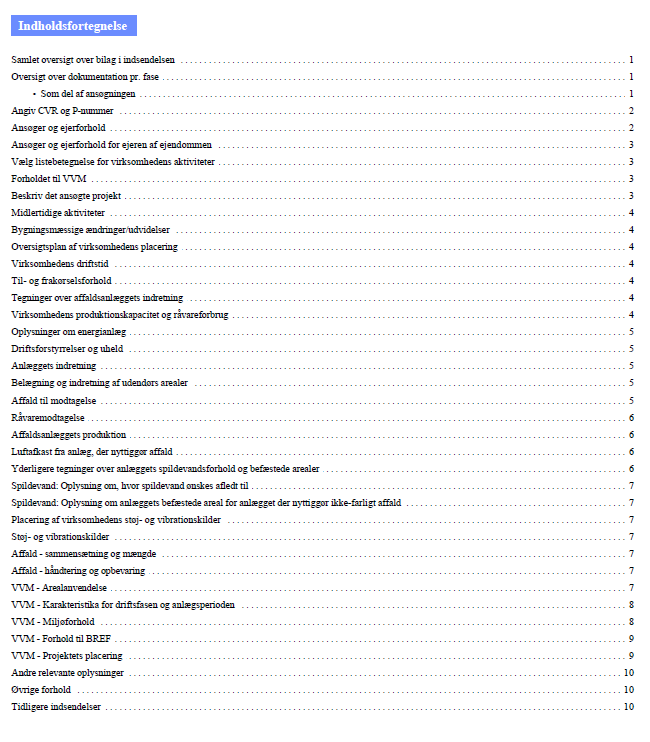 Indholdsfortegnelse
Samlet oversigt over bilag i indsendelsen 1
Oversigt over dokumentation pr. fase 1
• Som del af ansøgningen 1
Angiv CVR og P-nummer 2
Ansøger og ejerforhold 2
Ansøger og ejerforhold for ejeren af ejendommen 3
Vælg listebetegnelse for virksomhedens aktiviteter 3
Forholdet til VVM 3
Beskriv det ansøgte projekt 3
Midlertidige aktiviteter 4
Bygningsmæssige ændringer/udvidelser 4
Oversigtsplan af virksomhedens placering 4
Virksomhedens driftstid 4
Til- og frakørselsforhold 4
Tegninger over affaldsanlæggets indretning 4
Virksomhedens produktionskapacitet og råvareforbrug 4
Oplysninger om energianlæg 5
Driftsforstyrrelser og uheld 5
Anlæggets indretning 5
Belægning og indretning af udendørs arealer 5
Affald til modtagelse 5
Råvaremodtagelse 6
Affaldsanlæggets produktion 6
Luftafkast fra anlæg, der nyttiggør affald 6
Yderligere tegninger over anlæggets spildevandsforhold og befæstede arealer 6
Spildevand: Oplysning om, hvor spildevand ønskes afledt til 7
Spildevand: Oplysning om anlæggets befæstede areal for anlægget der nyttiggør ikke-farligt affald 7
Placering af virksomhedens støj- og vibrationskilder 7
Støj- og vibrationskilder 7
Affald - sammensætning og mængde 7
Affald - håndtering og opbevaring 7
VVM - Arealanvendelse 7
VVM - Karakteristika for driftsfasen og anlægsperioden 8
VVM - Miljøforhold 8
VVM - Forhold til BREF 9
VVM - Projektets placering 9
Andre relevante oplysninger 10
Øvrige forhold 10
Tidligere indsendelser 10